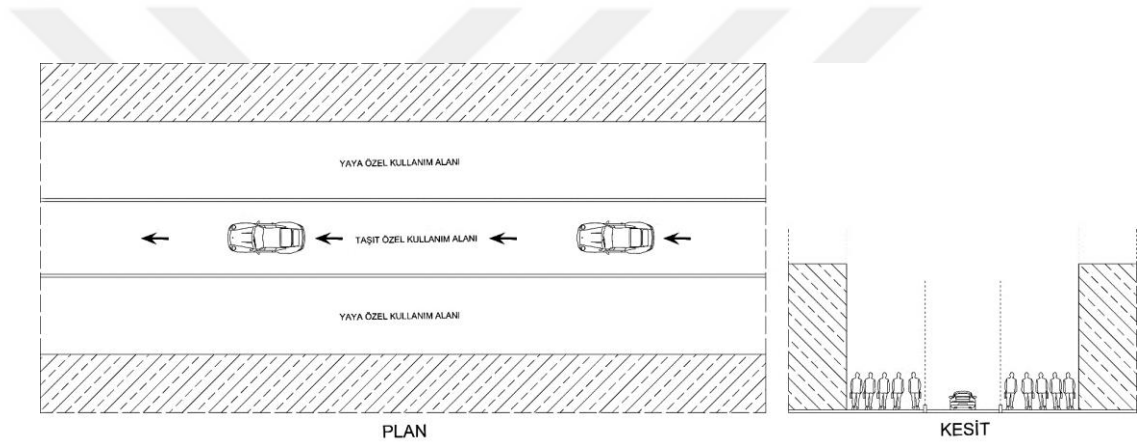 YAYA ÖZEL KULLANIM ALANI
TAŞIT ÖZEL KULLANIM ALANI
YAYA ÖZEL KULLANIM ALANI
PLAN
KESİT